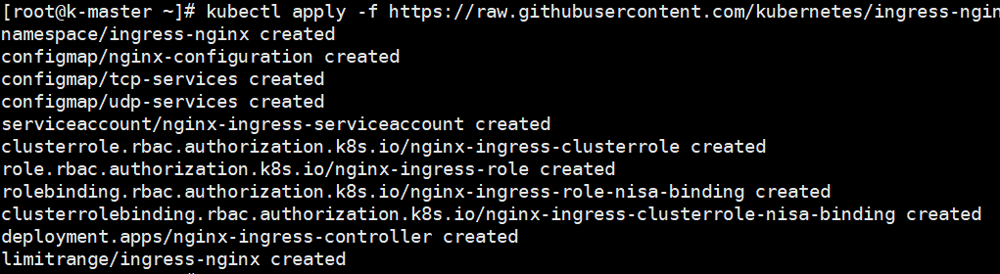 [root@k-master ~]# kubectl apply -f https://raw.githubusercontent.com/kubernetes/ingress-ngin
namespace/ingress-nginx created
configmap/nginx-configuration created
configmap/tcp-services created
configmap/udp-services created
serviceaccount/nginx-ingress-serviceaccount created
clusterrole.rbac.authorization.k8s.io/nginx-ingress-clusterrole created
role.rbac.authorization.k8s.io/nginx-ingress-role created
rolebinding.rbac.authorization.k8s.io/nginx-ingress-role-nisa-binding created
clusterrolebinding.rbac.authorization.k8s.io/nginx-ingress-clusterrole-nisa-binding created
deployment.apps/nginx-ingress-controller created
limitrange/ingress-nginx created